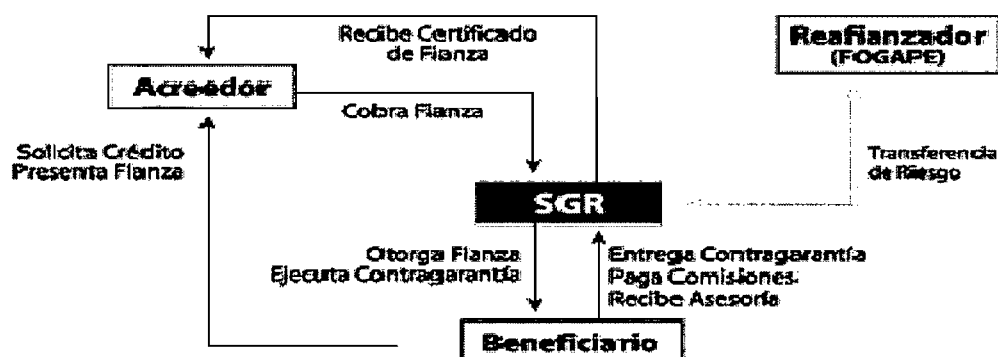 Recibe Certificado
de Fianza
Reafianzador
(FOGAPE)
Acreedor
Cobra Fianza
Solicita Crédito
Presenta Fianza
Transferencia
de Riesgo
SGR
Otorga Fianza
Ejecuta Contragarantía
Entrega Contragarantía
Paga Comisiones
Recibe Asesoría
Beneficiario